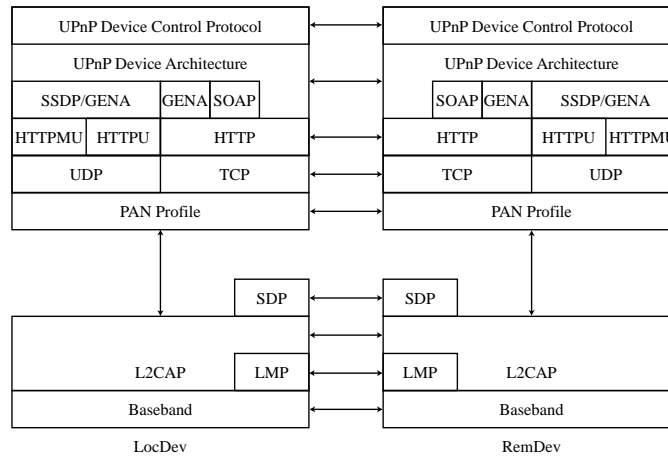 UPnP Device Control Protocol UPnP Device Control Protocol
UPnP Device Architecture UPnP Device Architecture
SSDP/GENA GENA SOAP SOAP GENA SSDP/GENA
HTTPMU HTTPU HTTP HTTP HTTPU HTTPMU
UDP TCP TCP UDP
PAN Profile PAN Profile
SDP SDP
L2CAP LMP LMP L2CAP
Baseband Baseband
LocDev RemDev